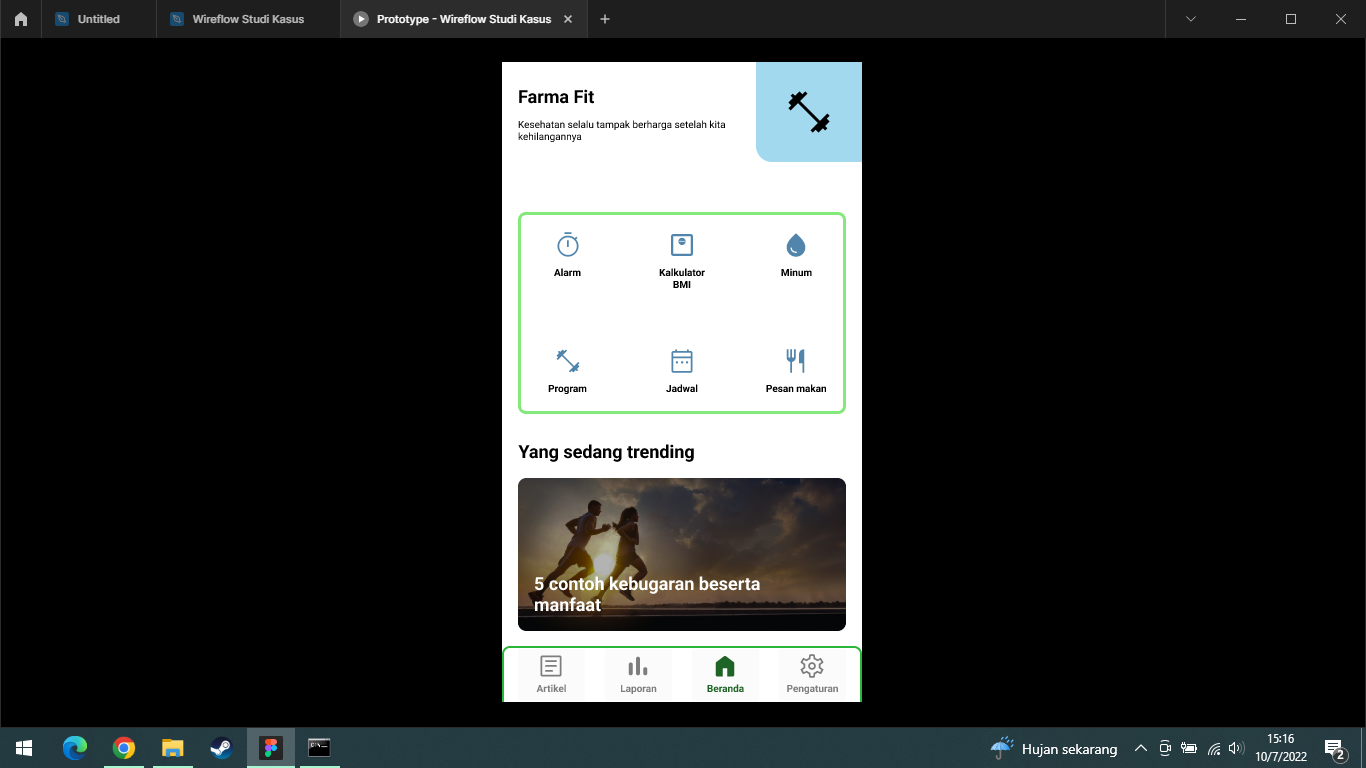 Untitled
Wireflow Studi Kasus
Prototype - Wireflow Studi Kasus
Farma Fit
Kesehatan selalu tampak berharga setelah kita
kehilangannya
Alarm
Kalkulator
BMI
Minum
Program
Jadwal
Pesan makan
Yang sedang trending
5 contoh kebugaran beserta
manfaat
Artikel
Laporan
Beranda
Pengaturan
Hujan sekarang
15:16
10/7/2022
2